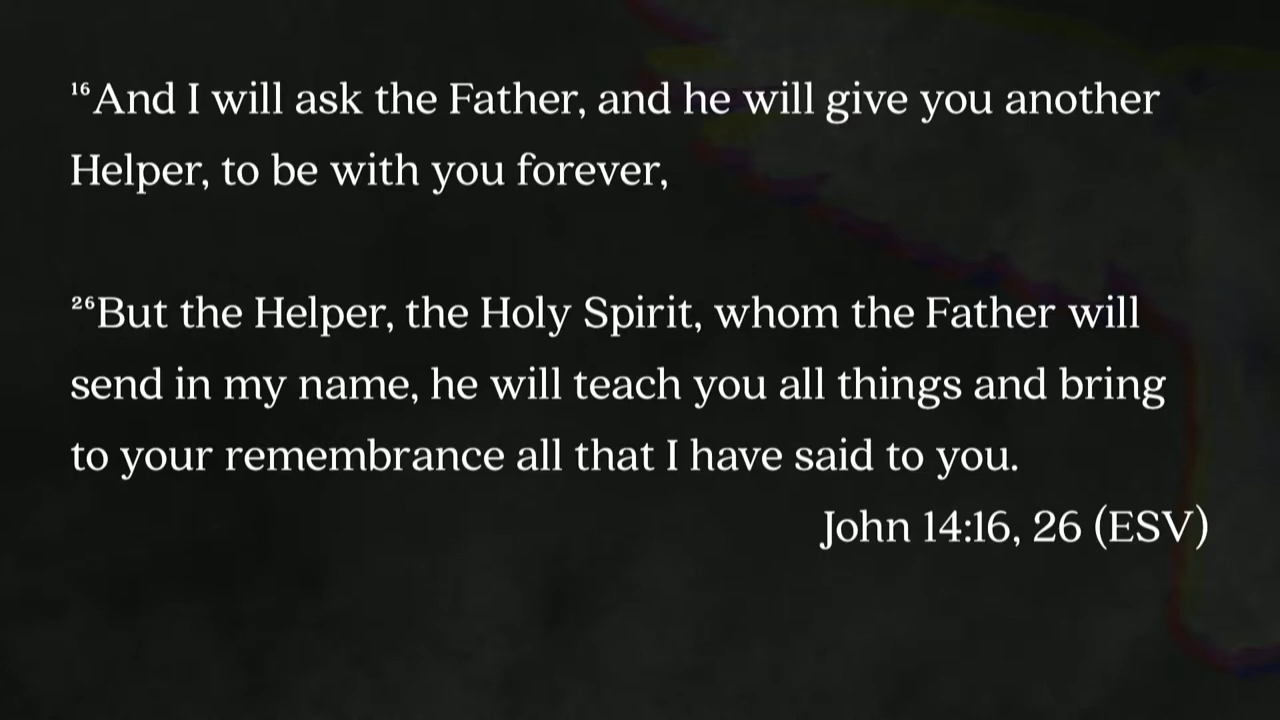 ¹⁶And I will ask the Father, and he will give you another
Helper, to be with you forever,
²⁶But the Helper, the Holy Spirit, whom the Father will
send in my name, he will teach you all things and bring
to your remembrance all that I have said to you.
John 14:16, 26 (ESV)